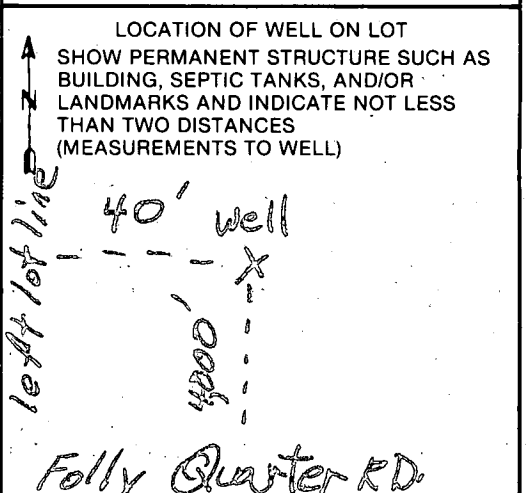 LOCATION OF WELL ON LOT
SHOW PERMANENT STRUCTURE SUCH AS
BUILDING, SEPTIC TANKS, AND/OR
LANDMARKS AND INDICATE NOT LESS
THAN TWO DISTANCES
(MEASUREMENTS TO WELL)
N
left lot line
40' well
X
4000'
Folly Quarter RD.